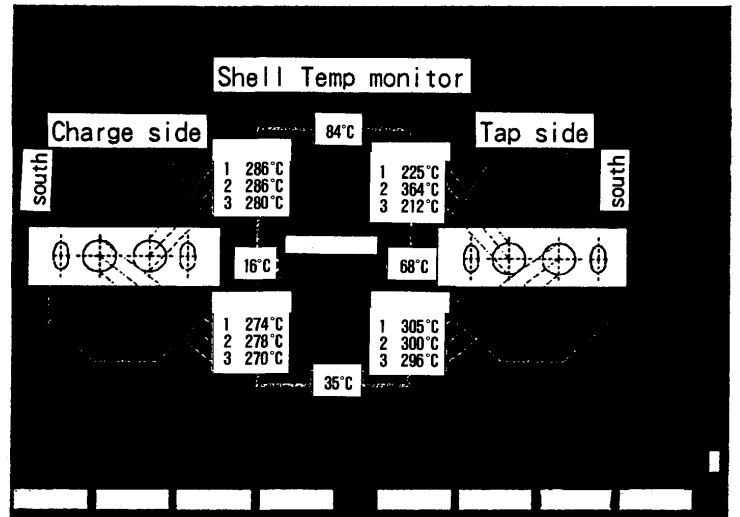 Shell Temp monitor
Charge side
84°C
Tap side
south
1 286°C
2 286°C
3 280°C
1 225°C
2 364°C
3 212°C
south
16°C
68°C
1 274°C
2 278°C
3 270°C
1 305°C
2 300°C
3 296°C
35°C